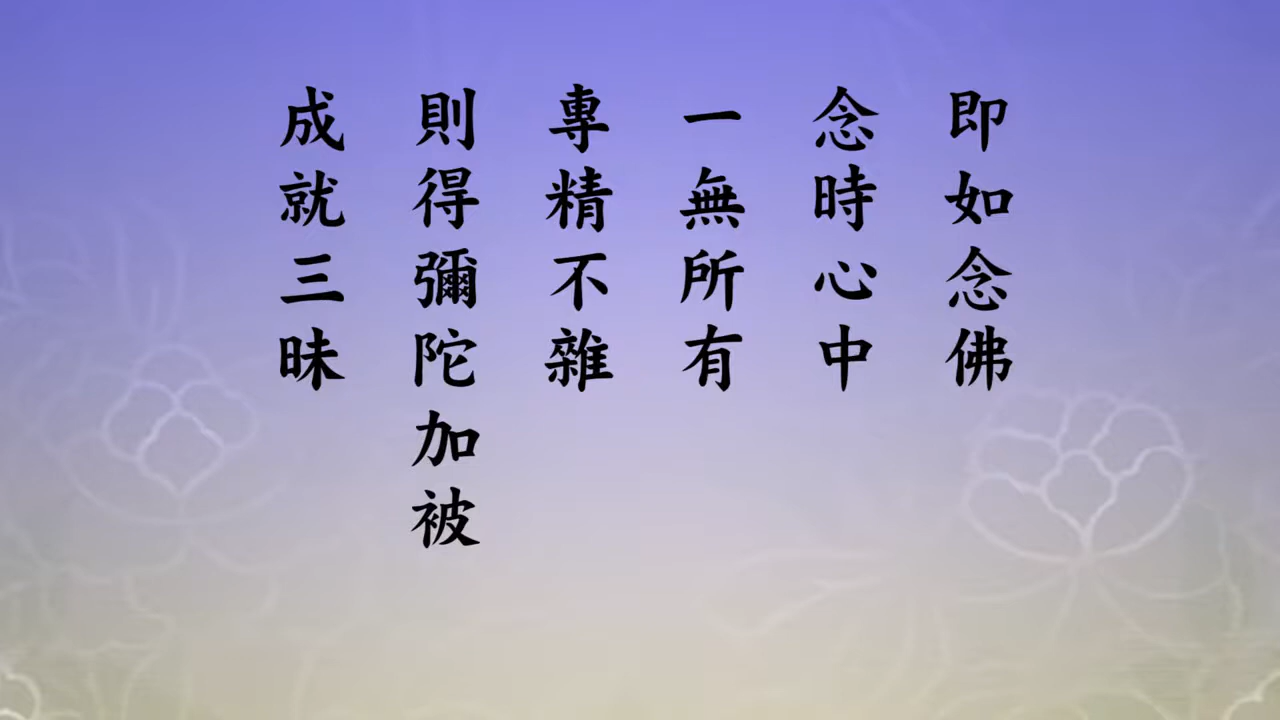 即如念佛
念時心中
一無所有
專精不雜
則得彌陀加被
成就三昧